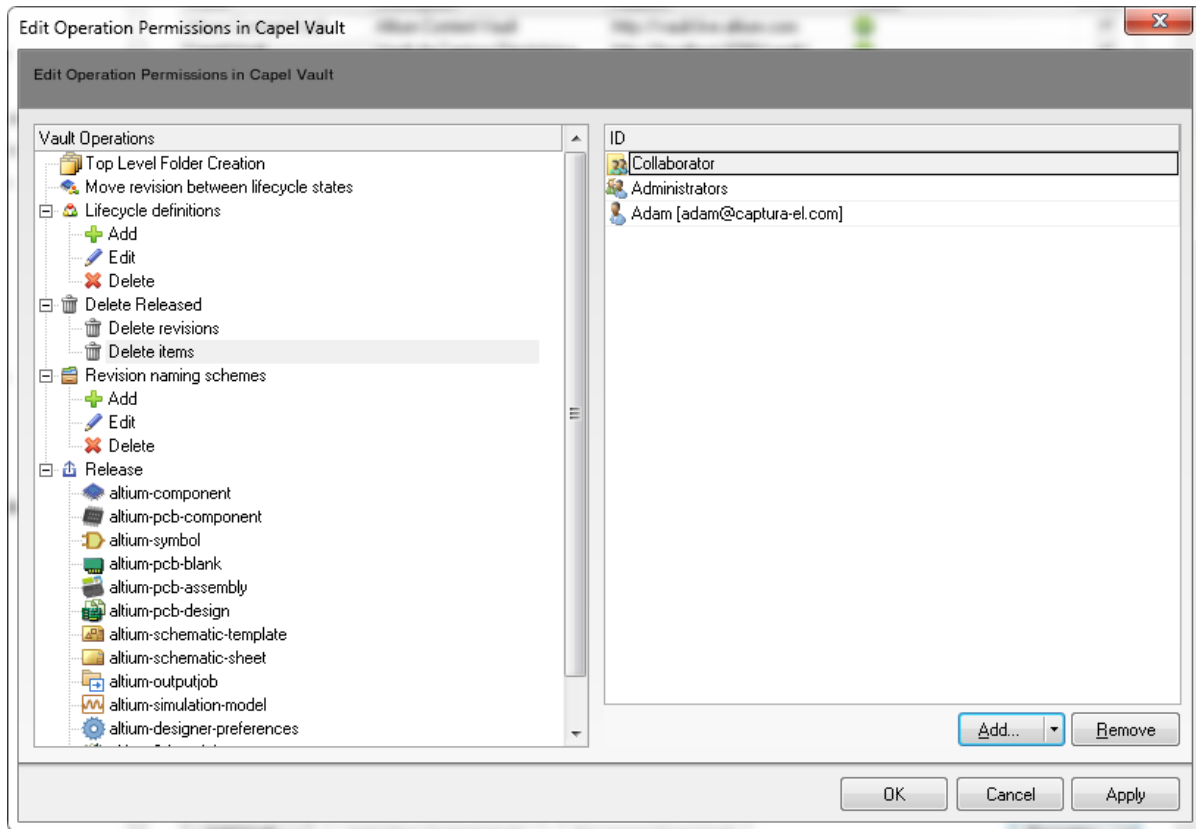 Edit Operation Permissions in Capel Vault
Edit Operation Permissions in Capel Vault
Vault Operations
Top Level Folder Creation
Move revision between lifecycle states
Lifecycle definitions
Add
Edit
Delete
Delete Released
Delete revisions
Delete items
Revision naming schemes
Add
Edit
Delete
Release
altium-component
altium-pcb-component
altium-symbol
altium-pcb-blank
altium-pcb-assembly
altium-pcb-design
altium-schematic-template
altium-schematic-sheet
altium-outputjob
altium-simulation-model
altium-designer-preferences
ID
Collaborator
Administrators
Adam [adam@captura-el.com]
Add...
Remove
OK
Cancel
Apply